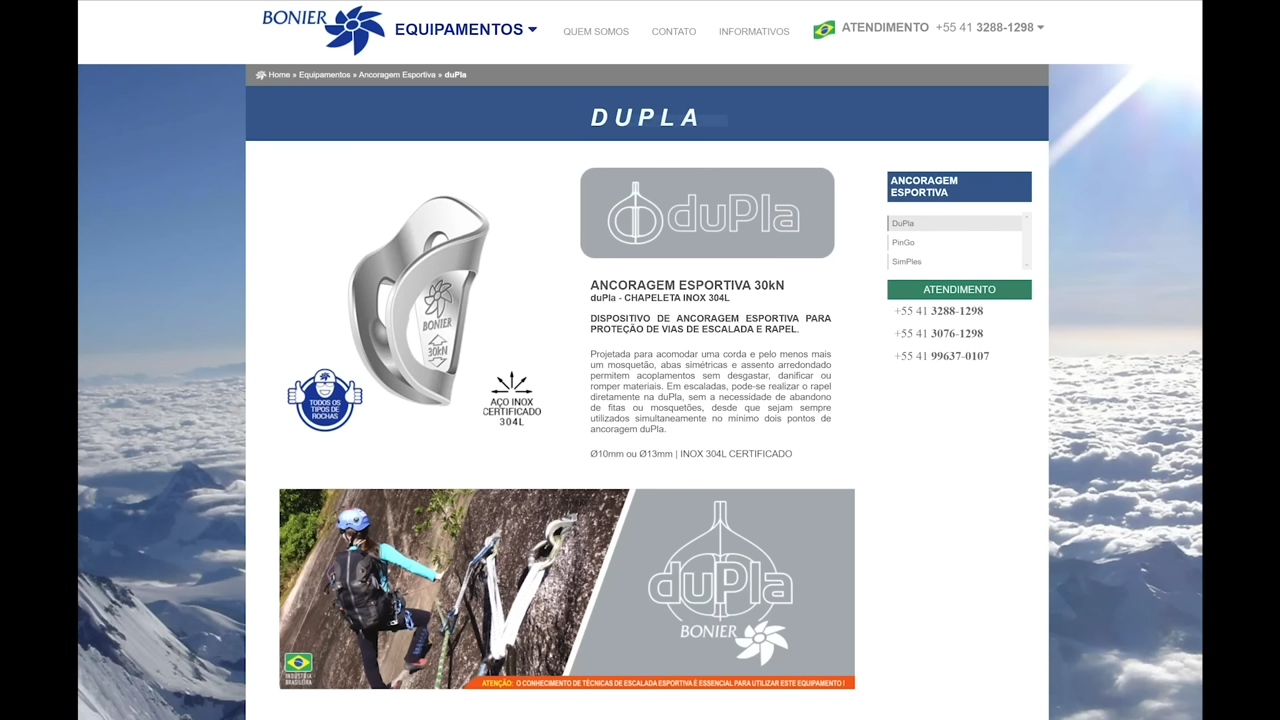 BONIER
EQUIPAMENTOS
QUEM SOMOS
CONTATO
INFORMATIVOS
ATENDIMENTO +55 41 3288-1298
Home » Equipamentos » Ancoragem Esportiva » duPla
DUPLA
duPla
BONIER
30kN
TODOS OS
TIPOS DE
ROCHAS
AÇO INOX
CERTIFICADO
304L
ANCORAGEM ESPORTIVA 30kN
duPla - CHAPELETA INOX 304L
DISPOSITIVO DE ANCORAGEM ESPORTIVA PARA
PROTEÇÃO DE VIAS DE ESCALADA E RAPEL.
Projetada para acomodar uma corda e pelo menos mais
um mosquetão, abas simétricas e assento arredondado
permitem acoplamentos sem desgastar, danificar ou
romper materiais. Em escaladas, pode-se realizar o rapel
diretamente na duPla, sem a necessidade de abandono
de fitas ou mosquetões, desde que sejam sempre
utilizados simultaneamente no mínimo dois pontos de
ancoragem duPla.
Ø10mm ou Ø13mm | INOX 304L CERTIFICADO
ANCORAGEM
ESPORTIVA
DuPla
PinGo
SimPles
ATENDIMENTO
+55 41 3288-1298
+55 41 3076-1298
+55 41 99637-0107
duPla
BONIER
INDÚSTRIA
BRASILEIRA
ATENÇÃO: O CONHECIMENTO DE TÉCNICAS DE ESCALADA ESPORTIVA É ESSENCIAL PARA UTILIZAR ESTE EQUIPAMENTO !